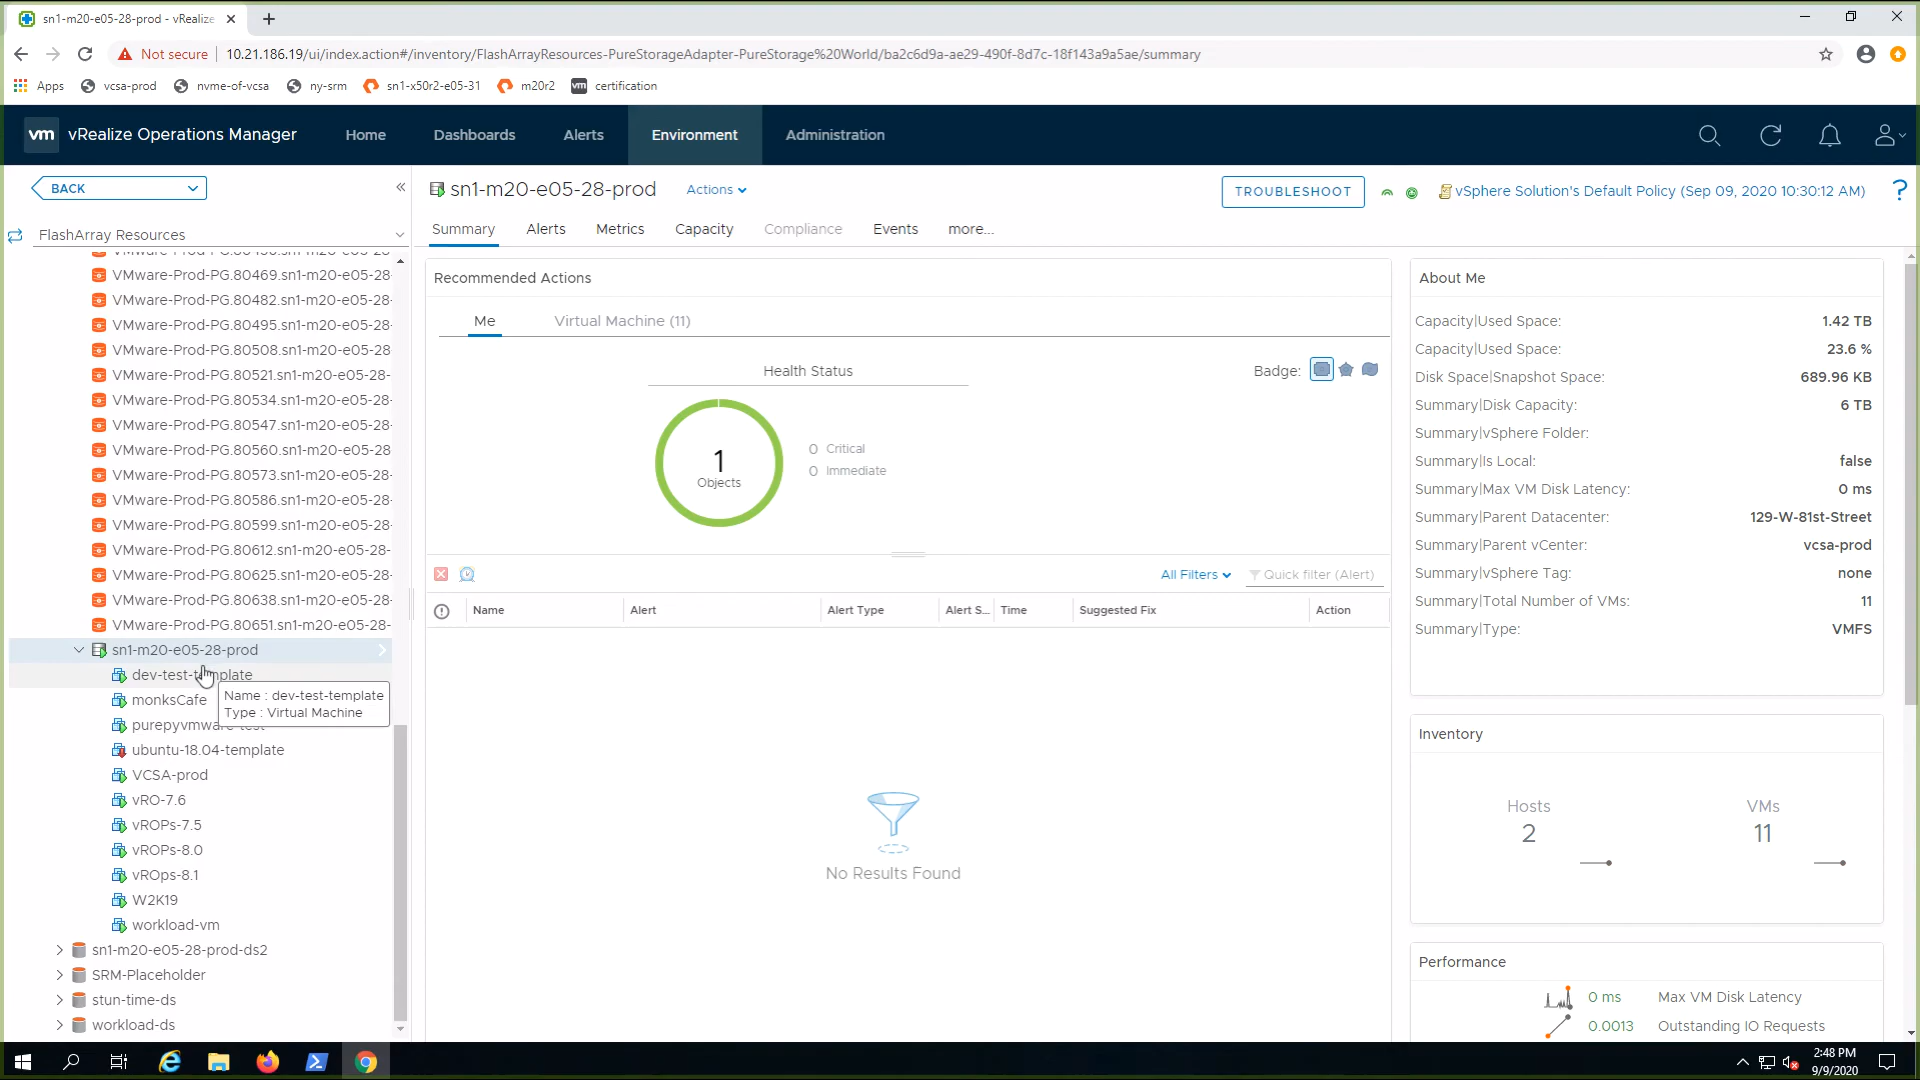 sn1-m20-e05-28-prod - vRealize
Not secure
10.21.186.19/ui/index.action#/inventory/FlashArrayResources-PureStorageAdapter-PureStorage%20World/ba2c6d9a-ae29-490f-8d7c-18f143a9a5ae/summary
Apps
vcsa-prod
nvme-of-vcsa
ny-srm
sn1-x50r2-e05-31
m20r2
vm
certification
vm
vRealize Operations Manager
Home
Dashboards
Alerts
Environment
Administration
BACK
FlashArray Resources
VMware-Prod-PG.80469.sn1-m20-e05-28-
VMware-Prod-PG.80482.sn1-m20-e05-28-
VMware-Prod-PG.80495.sn1-m20-e05-28-
VMware-Prod-PG.80508.sn1-m20-e05-28-
VMware-Prod-PG.80521.sn1-m20-e05-28-
VMware-Prod-PG.80534.sn1-m20-e05-28-
VMware-Prod-PG.80547.sn1-m20-e05-28-
VMware-Prod-PG.80560.sn1-m20-e05-28-
VMware-Prod-PG.80573.sn1-m20-e05-28-
VMware-Prod-PG.80586.sn1-m20-e05-28-
VMware-Prod-PG.80599.sn1-m20-e05-28-
VMware-Prod-PG.80612.sn1-m20-e05-28-
VMware-Prod-PG.80625.sn1-m20-e05-28-
VMware-Prod-PG.80638.sn1-m20-e05-28-
VMware-Prod-PG.80651.sn1-m20-e05-28-
sn1-m20-e05-28-prod
dev-test-template
monksCafe
Name : dev-test-template
Type : Virtual Machine
ubuntu-18.04-template
VCSA-prod
vRO-7.6
vROPs-7.5
vROPs-8.0
vROps-8.1
W2K19
workload-vm
sn1-m20-e05-28-prod-ds2
SRM-Placeholder
stun-time-ds
workload-ds
sn1-m20-e05-28-prod
Actions
TROUBLESHOOT
vSphere Solution's Default Policy (Sep 09, 2020 10:30:12 AM)
?
Summary
Alerts
Metrics
Capacity
Compliance
Events
more...
Recommended Actions
Me
Virtual Machine (11)
Health Status
Badge:
1
Objects
0 Critical
0 Immediate
All Filters
Quick filter (Alert)
Name
Alert
Alert Type
Alert S...
Time
Suggested Fix
Action
No Results Found
About Me
Capacity|Used Space: 1.42 TB
Capacity|Used Space: 23.6 %
Disk Space|Snapshot Space: 689.96 KB
Summary|Disk Capacity: 6 TB
Summary|vSphere Folder:
Summary|Is Local: false
Summary|Max VM Disk Latency: 0 ms
Summary|Parent Datacenter: 129-W-81st-Street
Summary|Parent vCenter: vcsa-prod
Summary|vSphere Tag: none
Summary|Total Number of VMs: 11
Summary|Type: VMFS
Inventory
Hosts
2
VMs
11
Performance
0 ms Max VM Disk Latency
0.0013 Outstanding IO Requests
2:48 PM
9/9/2020